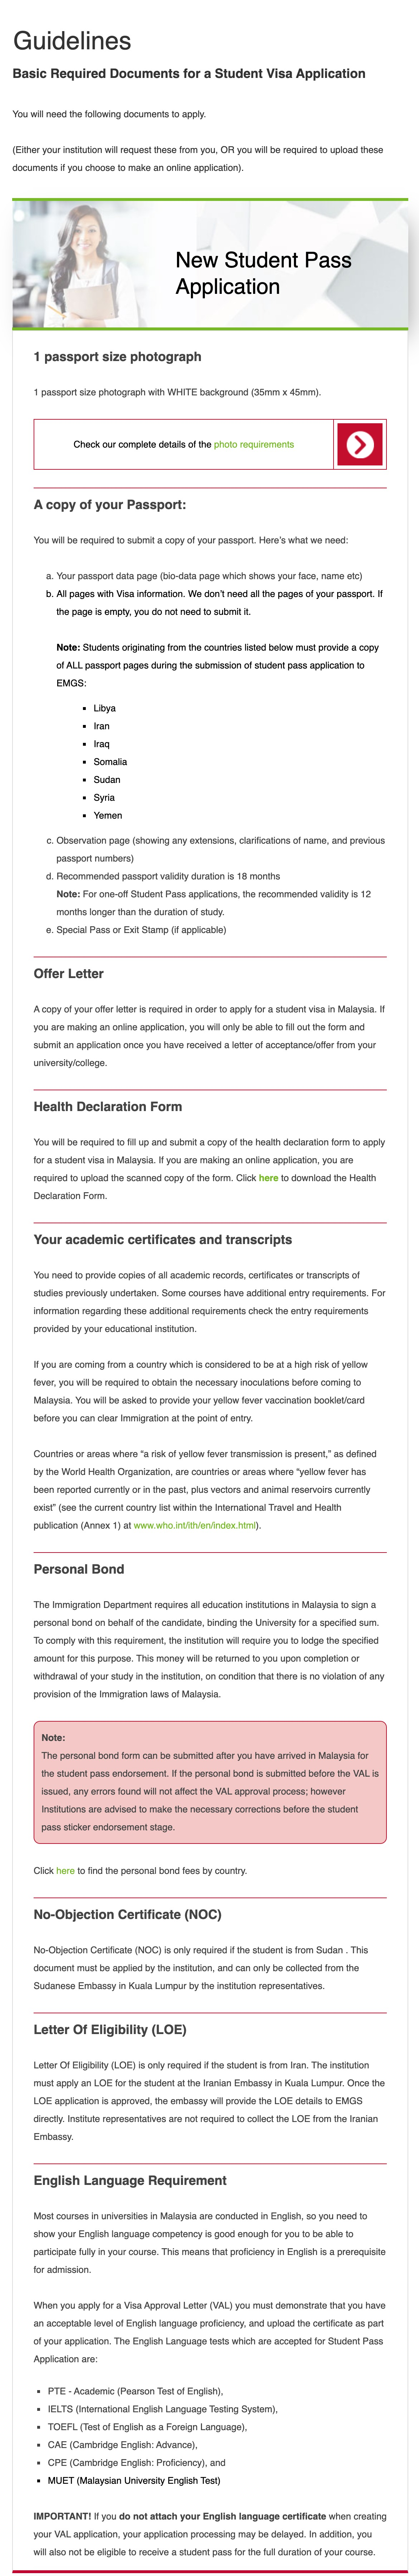 Guidelines
Basic Required Documents for a Student Visa Application
You will need the following documents to apply.
(Either your institution will request these from you, OR you will be required to upload these
documents if you choose to make an online application).
New Student Pass
Application
1 passport size photograph
1 passport size photograph with WHITE background (35mm x 45mm).
Check our complete details of the photo requirements
A copy of your Passport:
You will be required to submit a copy of your passport. Here's what we need:
a. Your passport data page (bio-data page which shows your face, name etc)
b. All pages with Visa information. We don't need all the pages of your passport. If
the page is empty, you do not need to submit it.
Note: Students originating from the countries listed below must provide a copy
of ALL passport pages during the submission of student pass application to
EMGS:
▪ Libya
▪ Iran
▪ Iraq
▪ Somalia
▪ Sudan
▪ Syria
▪ Yemen
c. Observation page (showing any extensions, clarifications of name, and previous
passport numbers)
d. Recommended passport validity duration is 18 months
Note: For one-off Student Pass applications, the recommended validity is 12
months longer than the duration of study.
e. Special Pass or Exit Stamp (if applicable)
Offer Letter
A copy of your offer letter is required in order to apply for a student visa in Malaysia. If
you are making an online application, you will only be able to fill out the form and
submit an application once you have received a letter of acceptance/offer from your
university/college.
Health Declaration Form
You will be required to fill up and submit a copy of the health declaration form to apply
for a student visa in Malaysia. If you are making an online application, you are
required to upload the scanned copy of the form. Click here to download the Health
Declaration Form.
Your academic certificates and transcripts
You need to provide copies of all academic records, certificates or transcripts of
studies previously undertaken. Some courses have additional entry requirements. For
information regarding these additional requirements check the entry requirements
provided by your educational institution.
If you are coming from a country which is considered to be at a high risk of yellow
fever, you will be required to obtain the necessary inoculations before coming to
Malaysia. You will be asked to provide your yellow fever vaccination booklet/card
before you can clear Immigration at the point of entry.
Countries or areas where “a risk of yellow fever transmission is present,” as defined
by the World Health Organization, are countries or areas where “yellow fever has
been reported currently or in the past, plus vectors and animal reservoirs currently
exist” (see the current country list within the International Travel and Health
publication (Annex 1) at www.who.int/ith/en/index.html).
Personal Bond
The Immigration Department requires all education institutions in Malaysia to sign a
personal bond on behalf of the candidate, binding the University for a specified sum.
To comply with this requirement, the institution will require you to lodge the specified
amount for this purpose. This money will be returned to you upon completion or
withdrawal of your study in the institution, on condition that there is no violation of any
provision of the Immigration laws of Malaysia.
Note:
The personal bond form can be submitted after you have arrived in Malaysia for
the student pass endorsement. If the personal bond is submitted before the VAL is
issued, any errors found will not affect the VAL approval process; however
Institutions are advised to make the necessary corrections before the student
pass sticker endorsement stage.
Click here to find the personal bond fees by country.
No-Objection Certificate (NOC)
No-Objection Certificate (NOC) is only required if the student is from Sudan . This
document must be applied by the institution, and can only be collected from the
Sudanese Embassy in Kuala Lumpur by the institution representatives.
Letter Of Eligibility (LOE)
Letter Of Eligibility (LOE) is only required if the student is from Iran. The institution
must apply an LOE for the student at the Iranian Embassy in Kuala Lumpur. Once the
LOE application is approved, the embassy will provide the LOE details to EMGS
directly. Institute representatives are not required to collect the LOE from the Iranian
Embassy.
English Language Requirement
Most courses in universities in Malaysia are conducted in English, so you need to
show your English language competency is good enough for you to be able to
participate fully in your course. This means that proficiency in English is a prerequisite
for admission.
When you apply for a Visa Approval Letter (VAL) you must demonstrate that you have
an acceptable level of English language proficiency, and upload the certificate as part
of your application. The English Language tests which are accepted for Student Pass
Application are:
▪ PTE - Academic (Pearson Test of English),
▪ IELTS (International English Language Testing System),
▪ TOEFL (Test of English as a Foreign Language),
▪ CAE (Cambridge English: Advance),
▪ CPE (Cambridge English: Proficiency), and
▪ MUET (Malaysian University English Test)
IMPORTANT! If you do not attach your English language certificate when creating
your VAL application, your application processing may be delayed. In addition, you
will also not be eligible to receive a student pass for the full duration of your course.